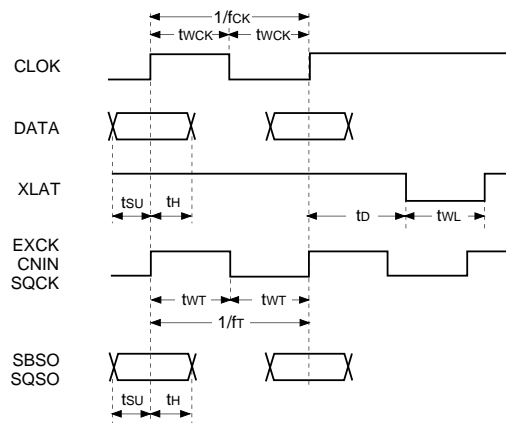 1/fCK
tWCK tWCK
CLOK
DATA
XLAT
tSU tH tD tWL
EXCK
CNIN
SQCK
tWT tWT
1/fT
SBSO
SQSO
tSU tH